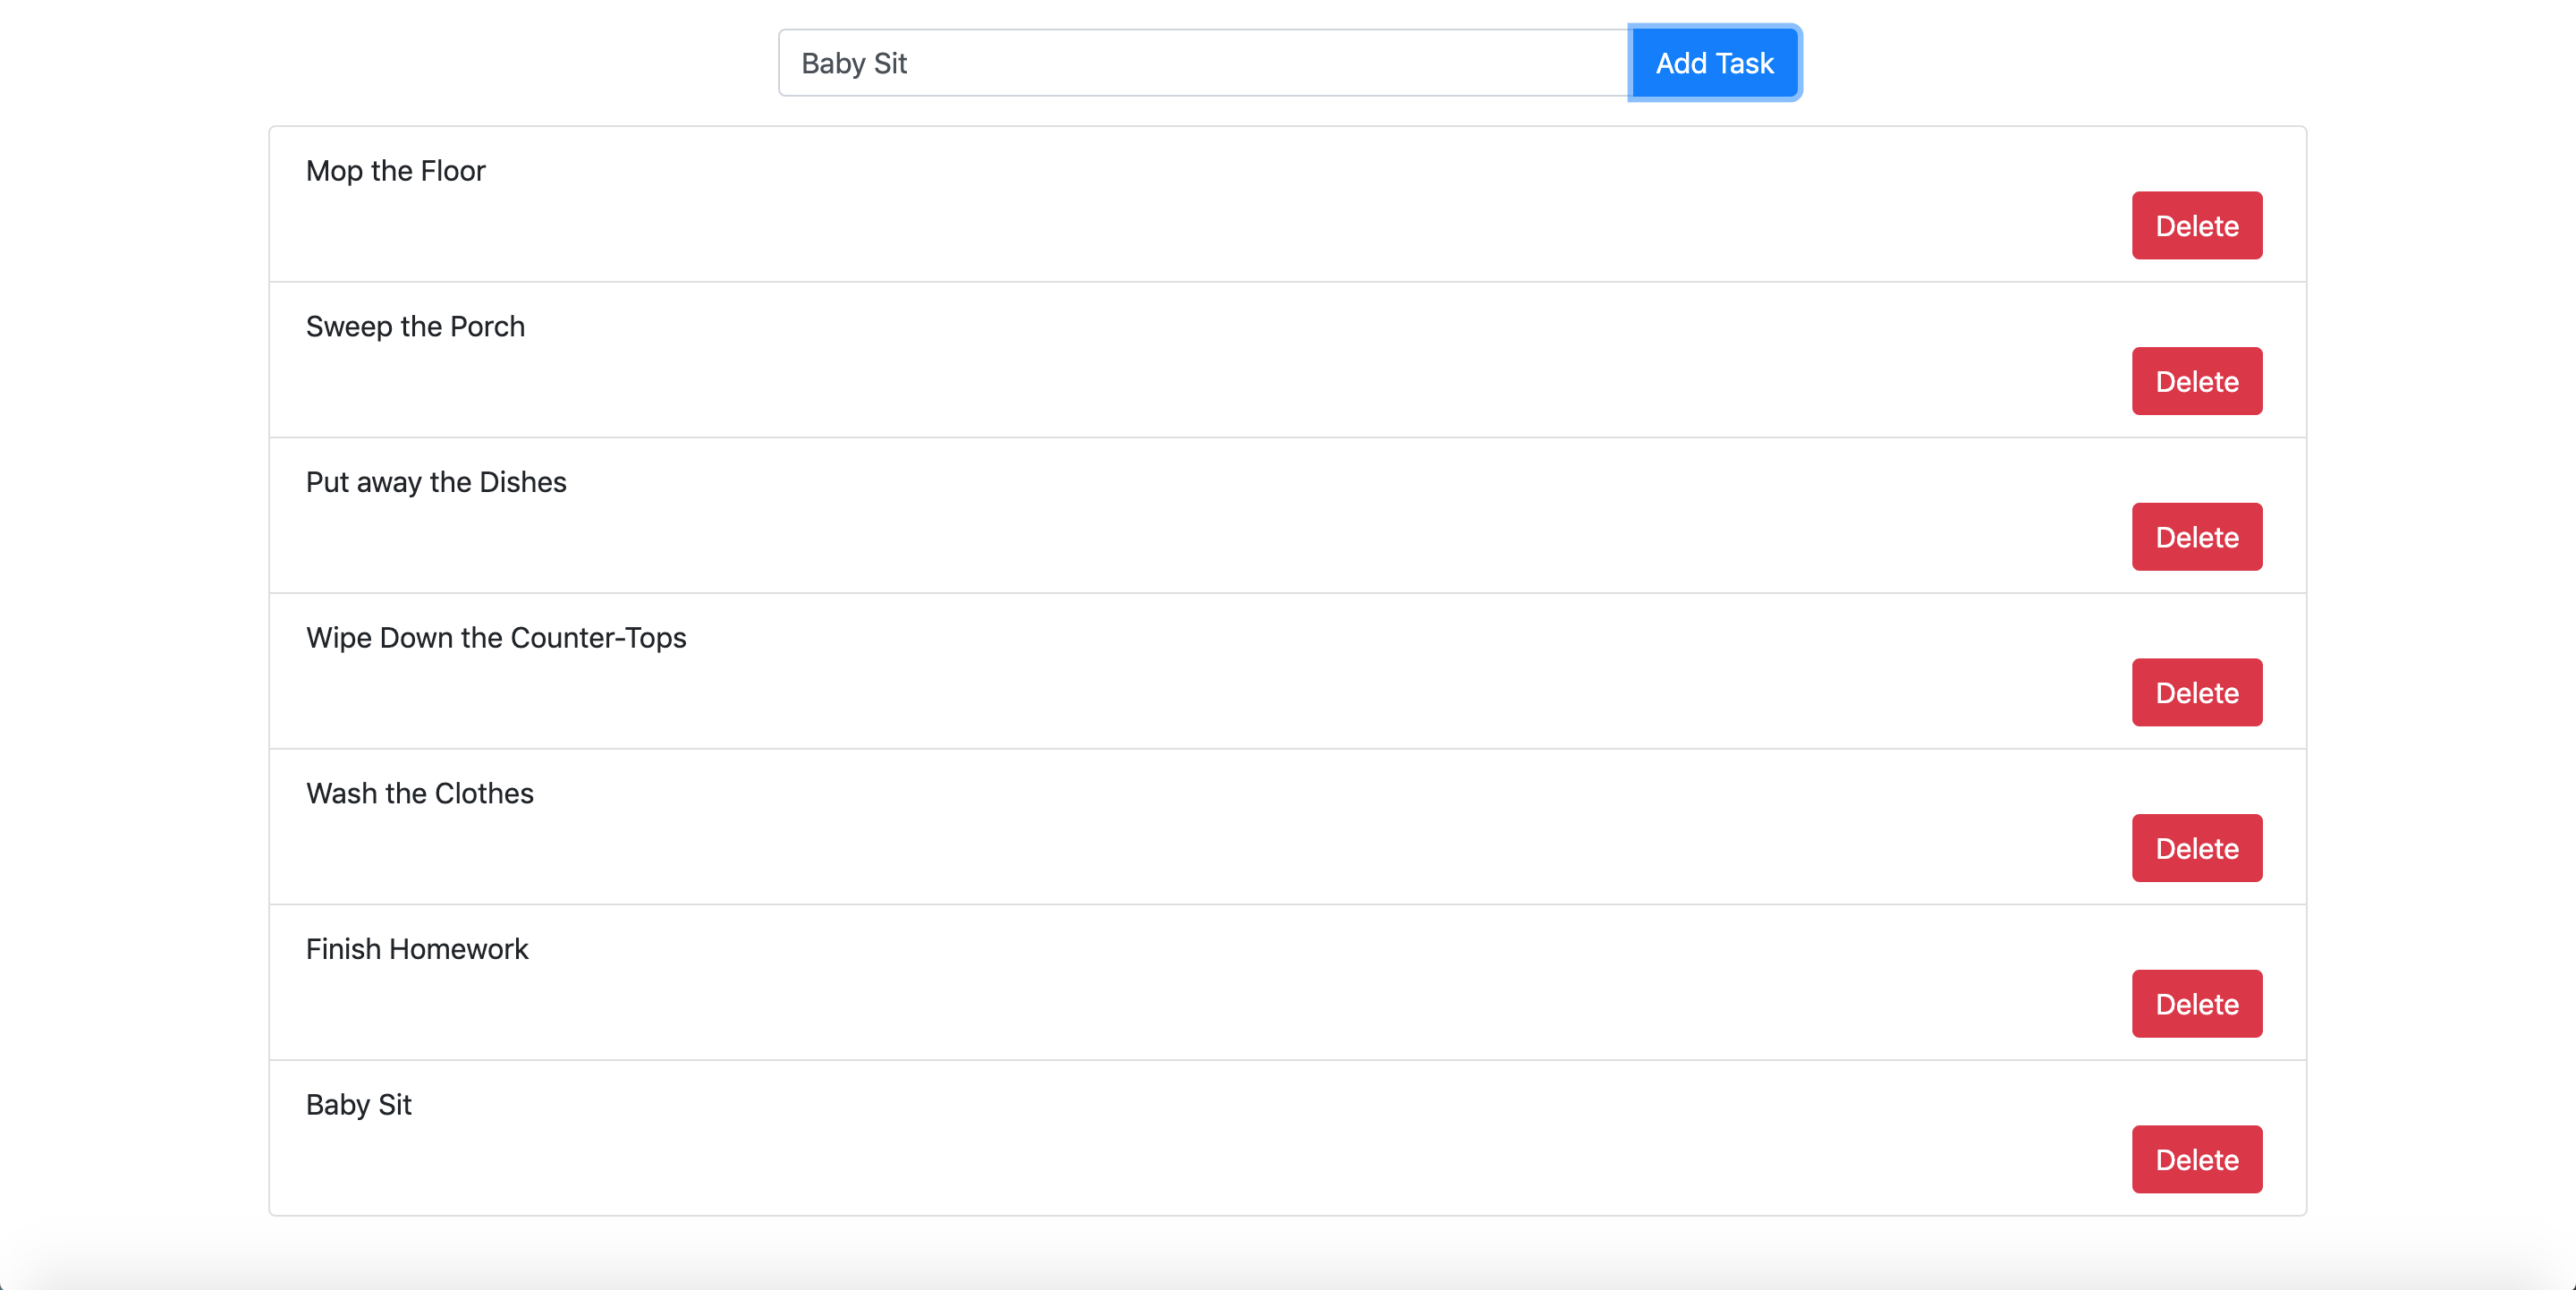 Baby Sit Add Task
Mop the Floor
Delete
Sweep the Porch
Delete
Put away the Dishes
Delete
Wipe Down the Counter-Tops
Delete
Wash the Clothes
Delete
Finish Homework
Delete
Baby Sit
Delete